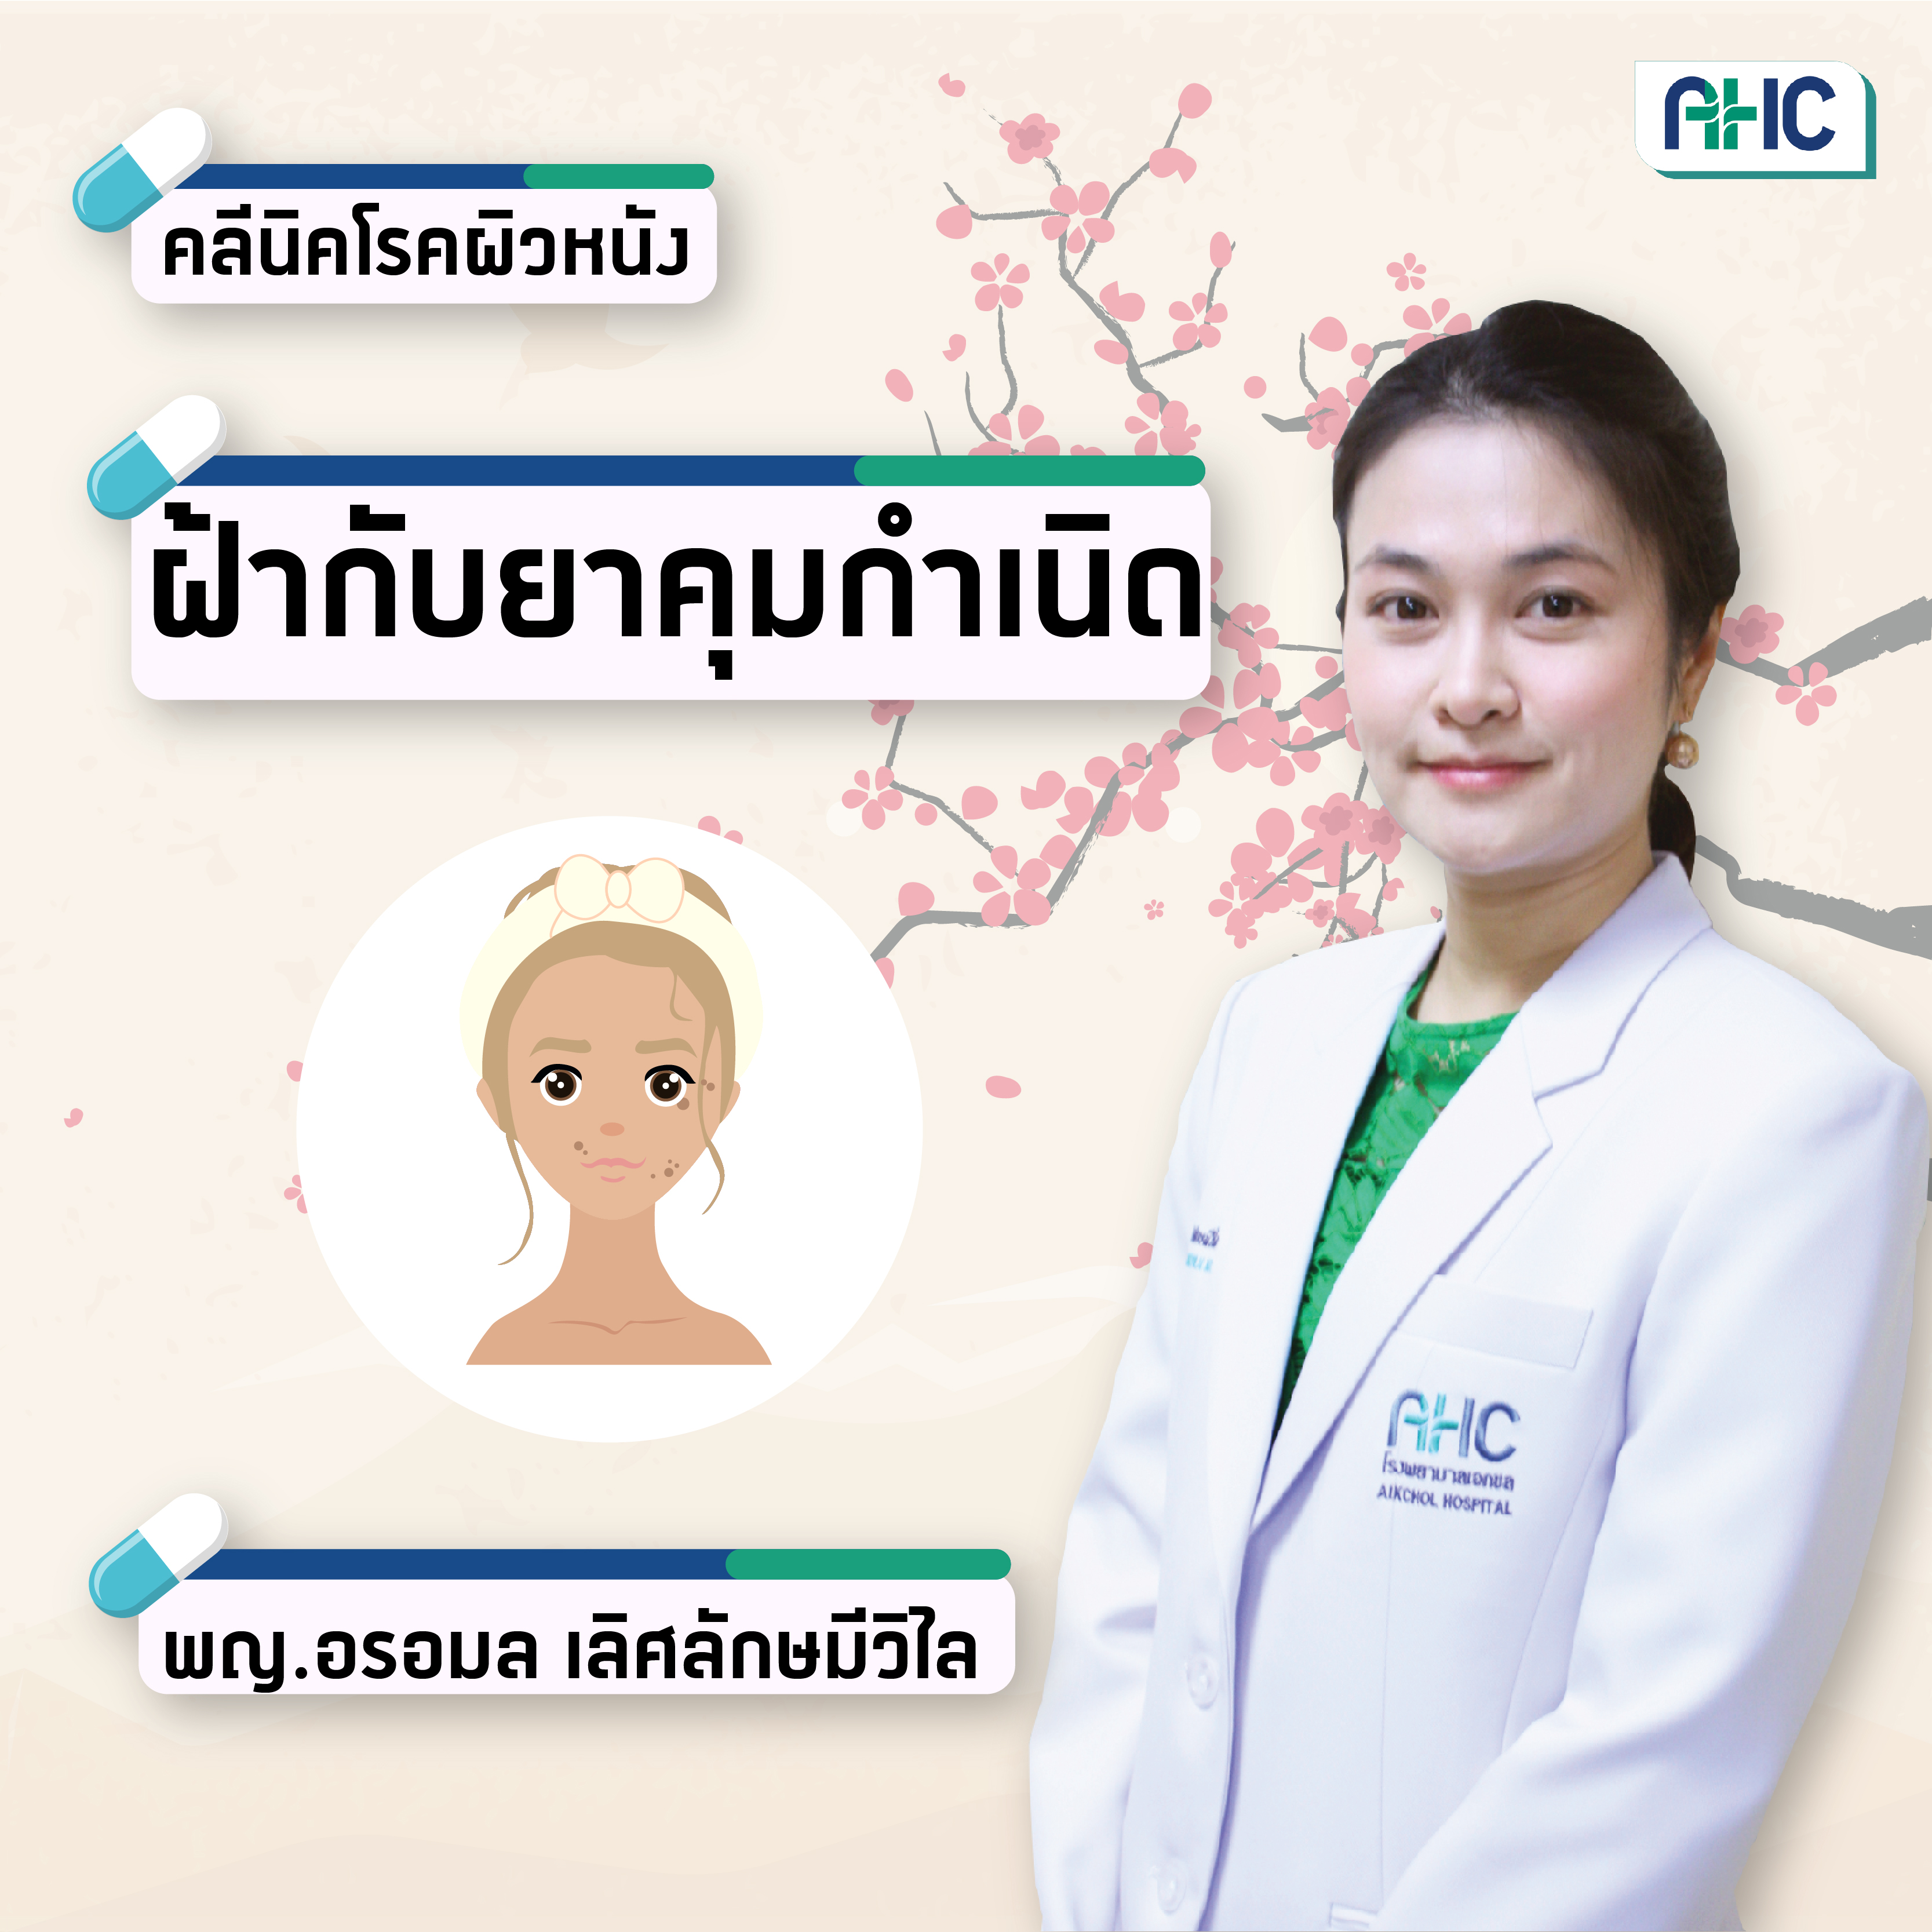 AHC
คลีนิคโรคผิวหนัง
ฝ้ากับยาคุมกำเนิด
AHC
โรงพยาบาลเอกชล
AIKCHOL HOSPITAL
พญ.อรอมล เลิศลักษมีวิไล